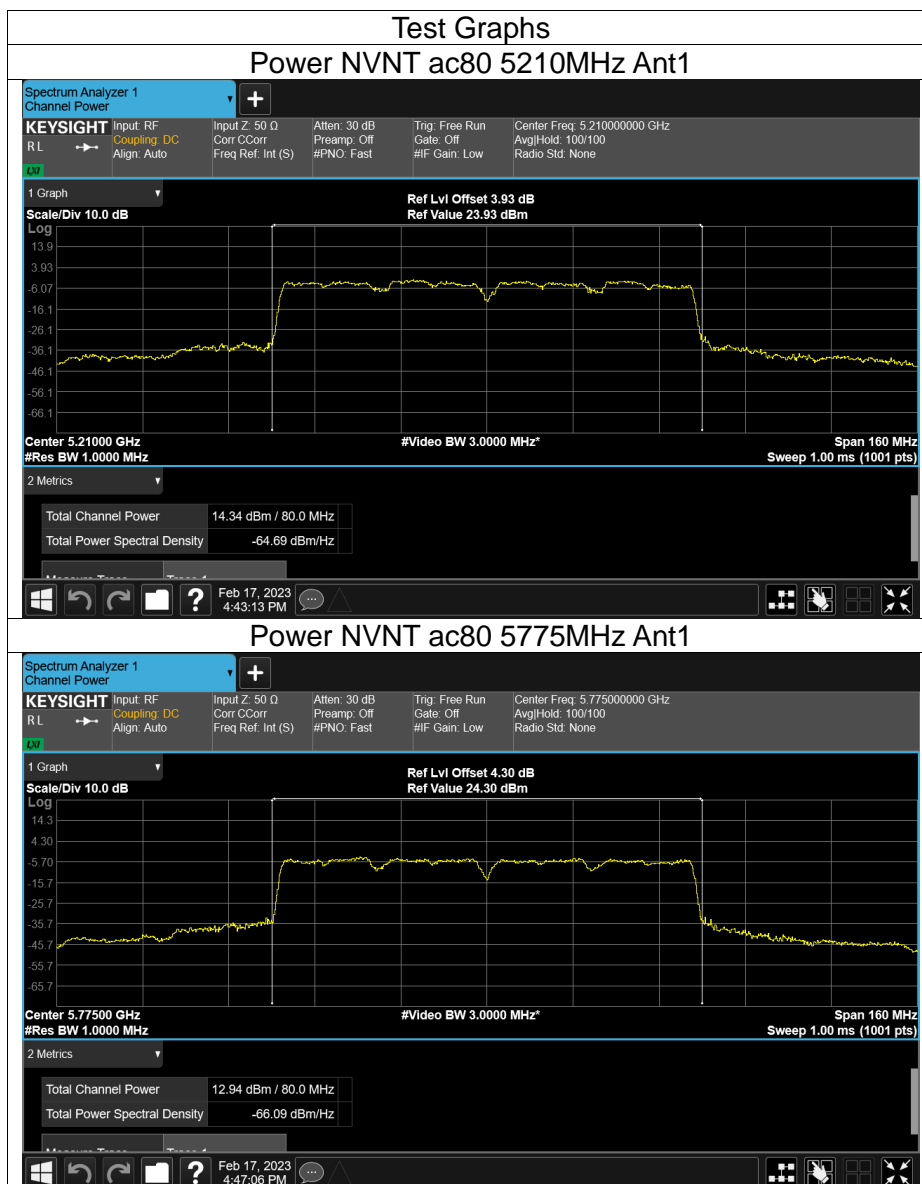 Test Graphs
Power NVNT ac80 5210MHz Ant1
Spectrum Analyzer 1
Channel Power
+
KEYSIGHT Input: RF Input Z: 50 Ω Atten: 30 dB Trig: Free Run Center Freq: 5.210000000 GHz
RL Coupling: DC Corr CCorr Preamp: Off Gate: Off Avg|Hold: 100/100
Align: Auto Freq Ref: Int (S) #PNO: Fast #IF Gain: Low Radio Std: None
LXI
1 Graph
Ref Lvl Offset 3.93 dB
Scale/Div 10.0 dB Ref Value 23.93 dBm
Log
13.9
3.93
-6.07
-16.1
-26.1
-36.1
-46.1
-56.1
-66.1
Center 5.21000 GHz #Video BW 3.0000 MHz* Span 160 MHz
#Res BW 1.0000 MHz Sweep 1.00 ms (1001 pts)
2 Metrics
Total Channel Power 14.34 dBm / 80.0 MHz
Total Power Spectral Density -64.69 dBm/Hz
? Feb 17, 2023
4:43:13 PM
Power NVNT ac80 5775MHz Ant1
Spectrum Analyzer 1
Channel Power
+
KEYSIGHT Input: RF Input Z: 50 Ω Atten: 30 dB Trig: Free Run Center Freq: 5.775000000 GHz
RL Coupling: DC Corr CCorr Preamp: Off Gate: Off Avg|Hold: 100/100
Align: Auto Freq Ref: Int (S) #PNO: Fast #IF Gain: Low Radio Std: None
LXI
1 Graph
Ref Lvl Offset 4.30 dB
Scale/Div 10.0 dB Ref Value 24.30 dBm
Log
14.3
4.30
-5.70
-15.7
-25.7
-35.7
-45.7
-55.7
-65.7
Center 5.77500 GHz #Video BW 3.0000 MHz* Span 160 MHz
#Res BW 1.0000 MHz Sweep 1.00 ms (1001 pts)
2 Metrics
Total Channel Power 12.94 dBm / 80.0 MHz
Total Power Spectral Density -66.09 dBm/Hz
? Feb 17, 2023
4:47:06 PM